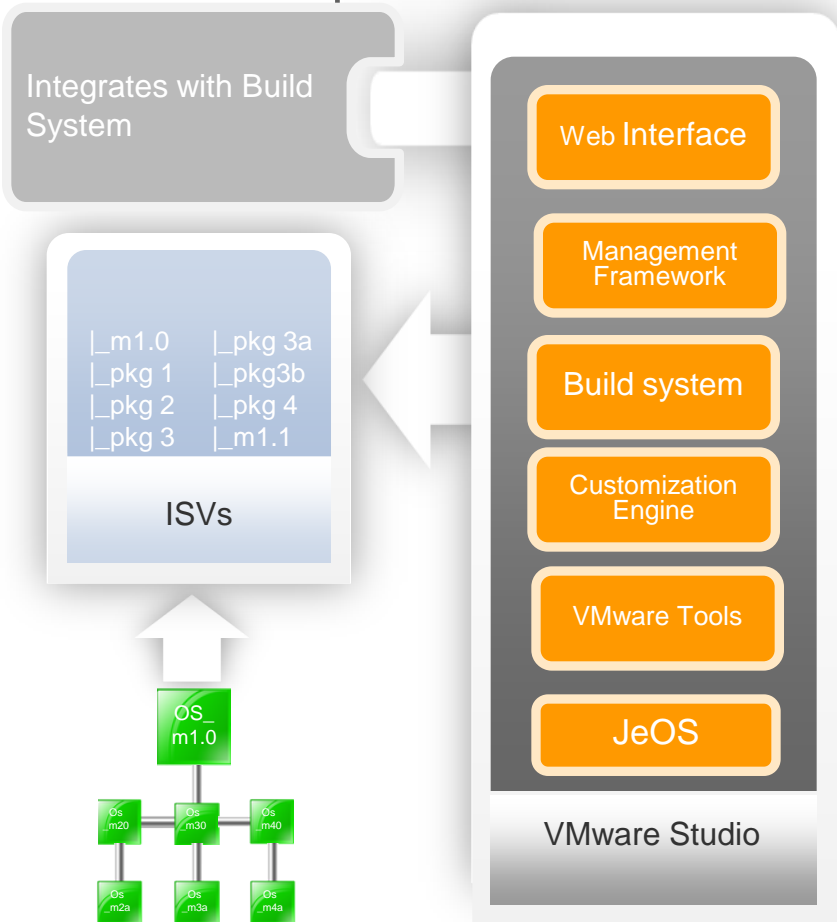 Integrates with Build
System
Web Interface
Management
Framework
Build system
Customization
Engine
VMware Tools
JeOS
VMware Studio
|_m1.0
|_pkg 1
|_pkg 2
|_pkg 3
|_pkg 3a
|_pkg3b
|_pkg 4
|_m1.1
ISVs
OS_
m1.0
Os
_m20
Os
_m30
Os
_m40
Os
_m2a
Os
_m3a
Os
_m4a